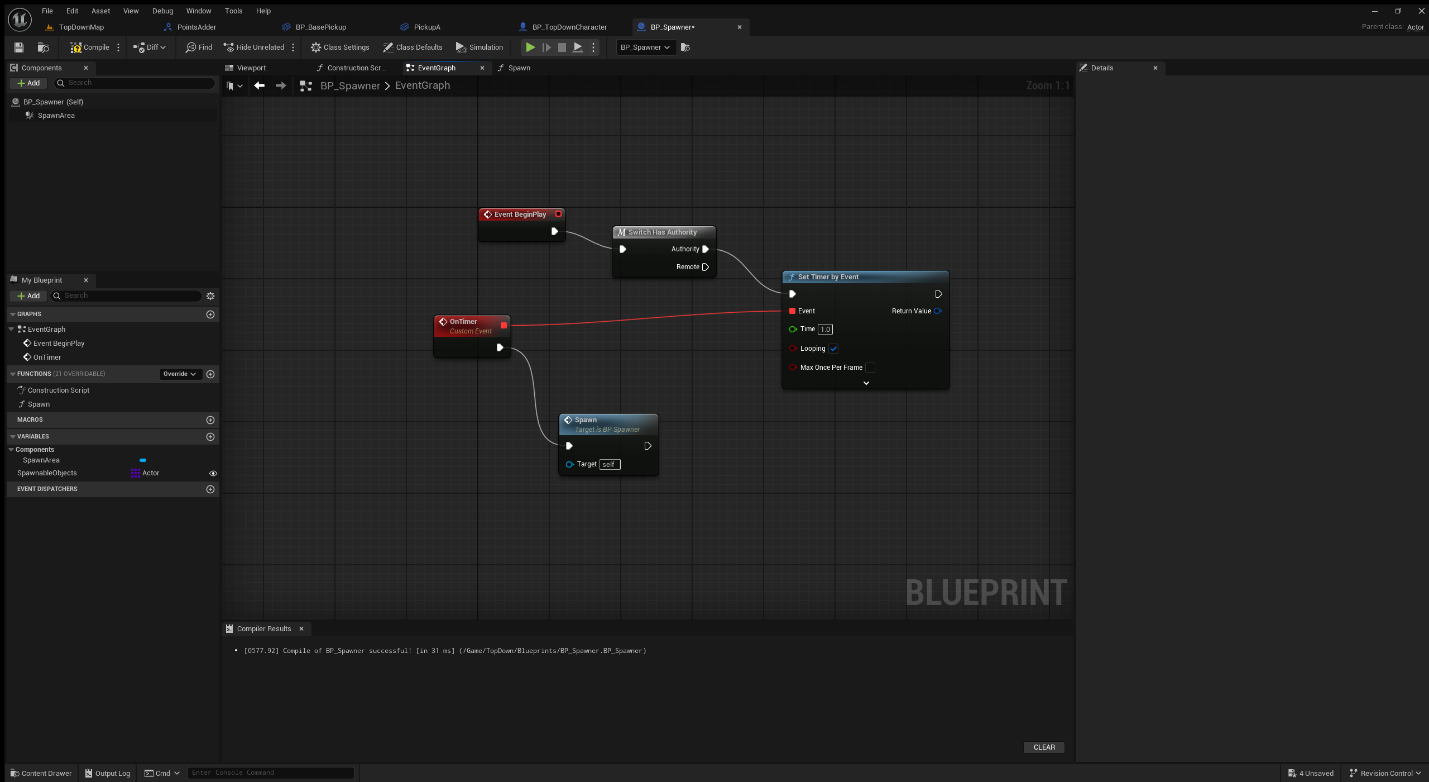 File Edit Asset View Debug Window Tools Help
TopDownMap PointsAdder BP_BasePickup PickupA BP_TopDownCharacter BP_Spawner• Parent class: Actor
Compile Diff Find Hide Unrelated Class Settings Class Defaults Simulation BP_Spawner
Components Viewport Construction Scr... EventGraph Spawn Details
+ Add Search
BP_Spawner > EventGraph Zoom 1:1
BP_Spawner (Self)
SpawnArea
Event BeginPlay
Switch Has Authority
Authority
Remote
Set Timer by Event
Event Return Value
Time 1.0
Looping
Max Once Per Frame
OnTimer
Custom Event
Spawn
Target is BP Spawner
Target self
BLUEPRINT
My Blueprint
+ Add Search
GRAPHS
EventGraph
Event BeginPlay
OnTimer
FUNCTIONS (21 OVERRIDABLE) Override
Construction Script
Spawn
MACROS
VARIABLES
Components
SpawnArea
SpawnableObjects Actor
EVENT DISPATCHERS
Compiler Results
• [0577.92] Compile of BP_Spawner successful! [in 31 ms] (/Game/TopDown/Blueprints/BP_Spawner.BP_Spawner)
CLEAR
Content Drawer Output Log Cmd Enter Console Command 4 Unsaved Revision Control